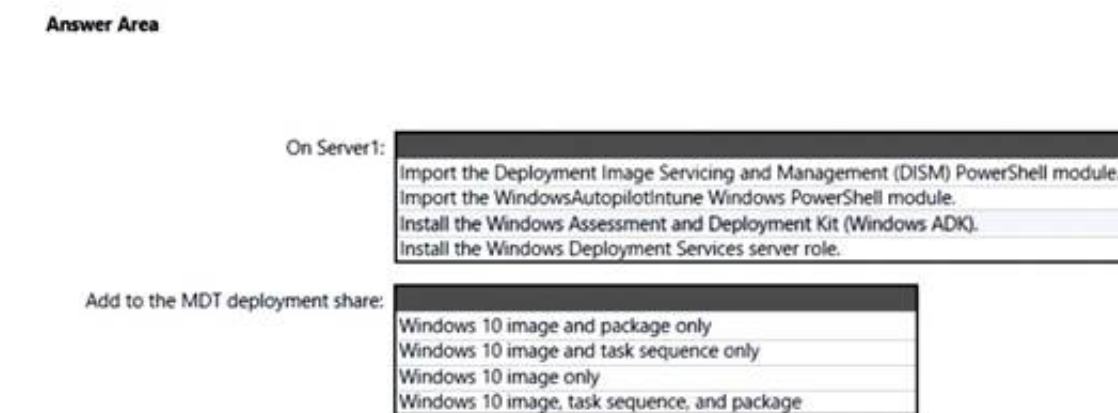 Answer Area
On Server1:
Import the Deployment Image Servicing and Management (DISM) PowerShell module.
Import the WindowsAutopilotIntune Windows PowerShell module.
Install the Windows Assessment and Deployment Kit (Windows ADK).
Install the Windows Deployment Services server role.
Add to the MDT deployment share:
Windows 10 image and package only
Windows 10 image and task sequence only
Windows 10 image only
Windows 10 image, task sequence, and package